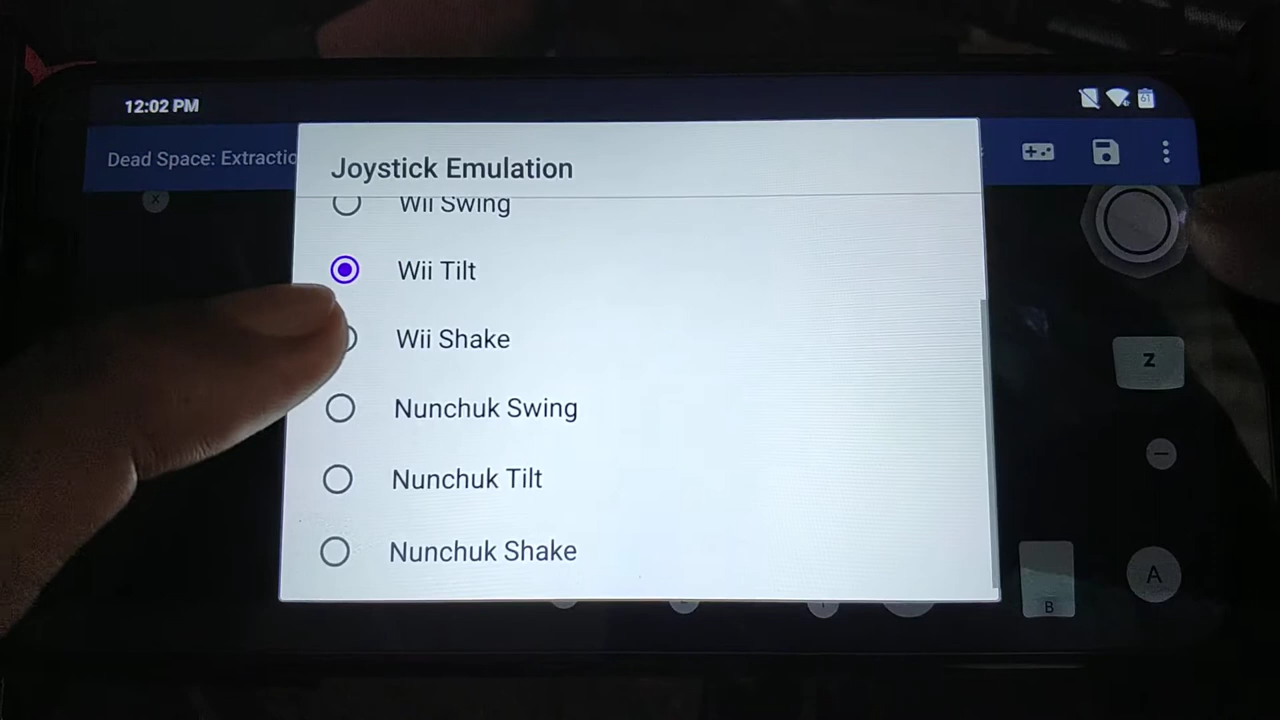 12:02 PM
61
Dead Space: Extractio
Joystick Emulation
Wii Swing
Wii Tilt
Wii Shake
Nunchuk Swing
Nunchuk Tilt
Nunchuk Shake
Z
A
B